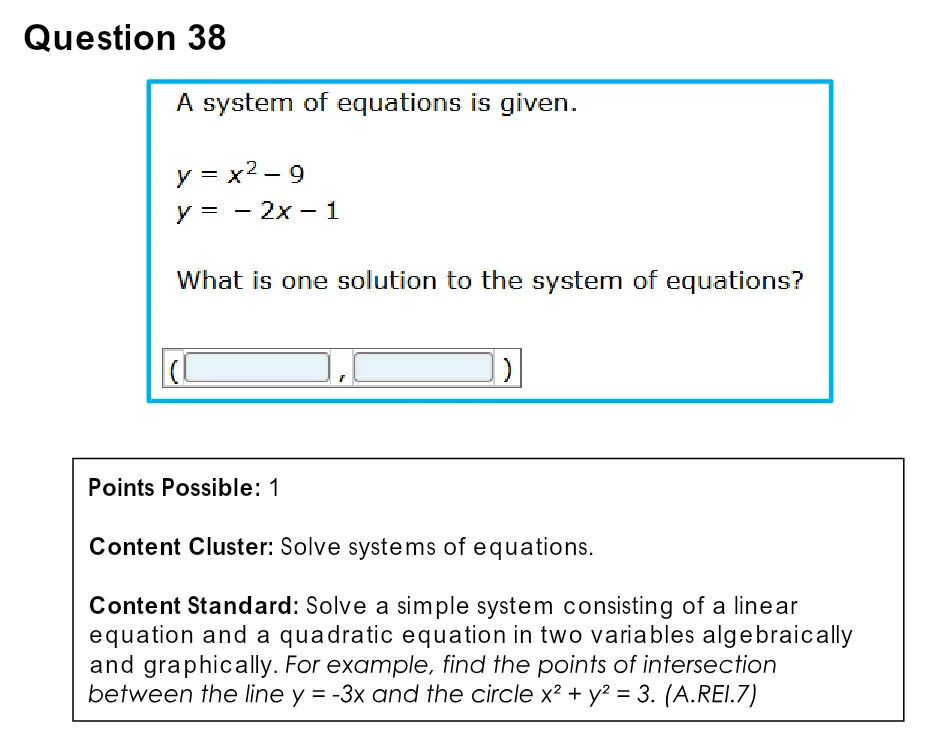 Question 38
A system of equations is given.
y = x² – 9
y = – 2x – 1
What is one solution to the system of equations?
( , )
Points Possible: 1
Content Cluster: Solve systems of equations.
Content Standard: Solve a simple system consisting of a linear
equation and a quadratic equation in two variables algebraically
and graphically. For example, find the points of intersection
between the line y = -3x and the circle x² + y² = 3. (A.REI.7)